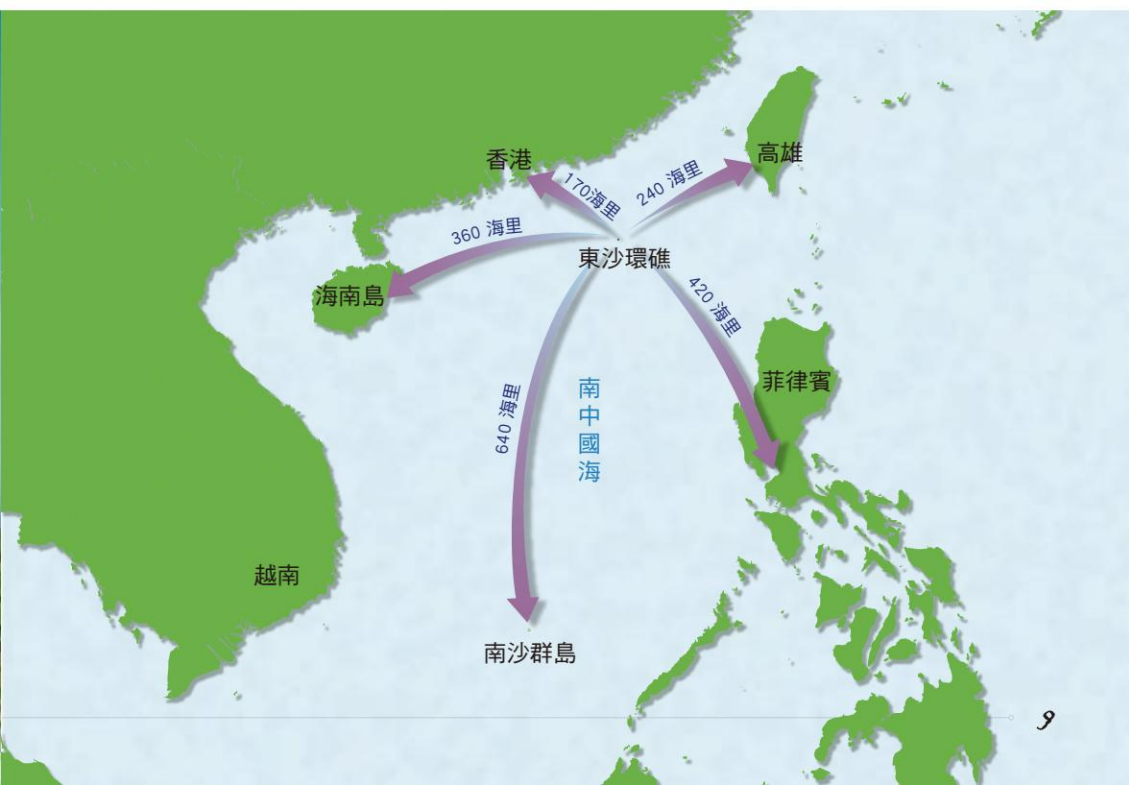 香港
高雄
170海里
240 海里
360 海里
東沙環礁
420 海里
海南島
菲律賓
640 海里
南中國海
越南
南沙群島
9